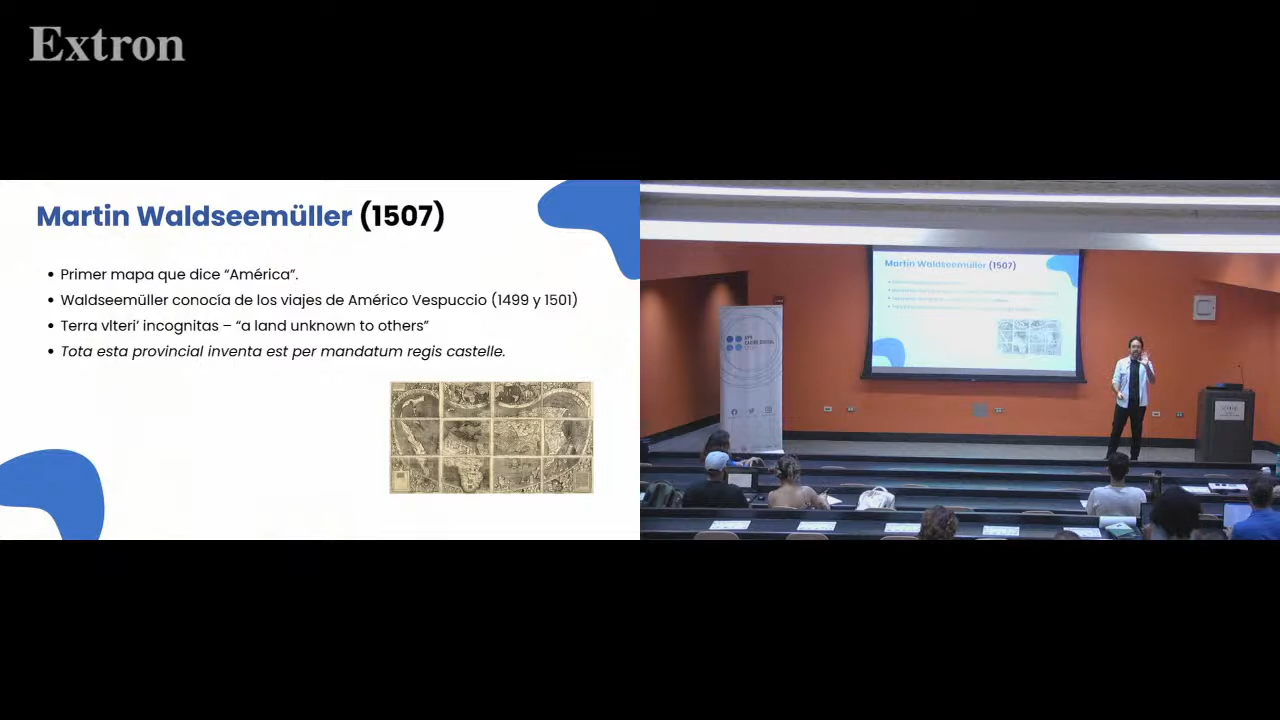 Extron
Martin Waldseemüller (1507)
• Primer mapa que dice “América”.
• Waldseemüller conocía de los viajes de Américo Vespuccio (1499 y 1501)
• Terra vlteri’ incognitas – “a land unknown to others”
• Tota esta provincial inventa est per mandatum regis castelle.
Martin Waldseemüller (1507)